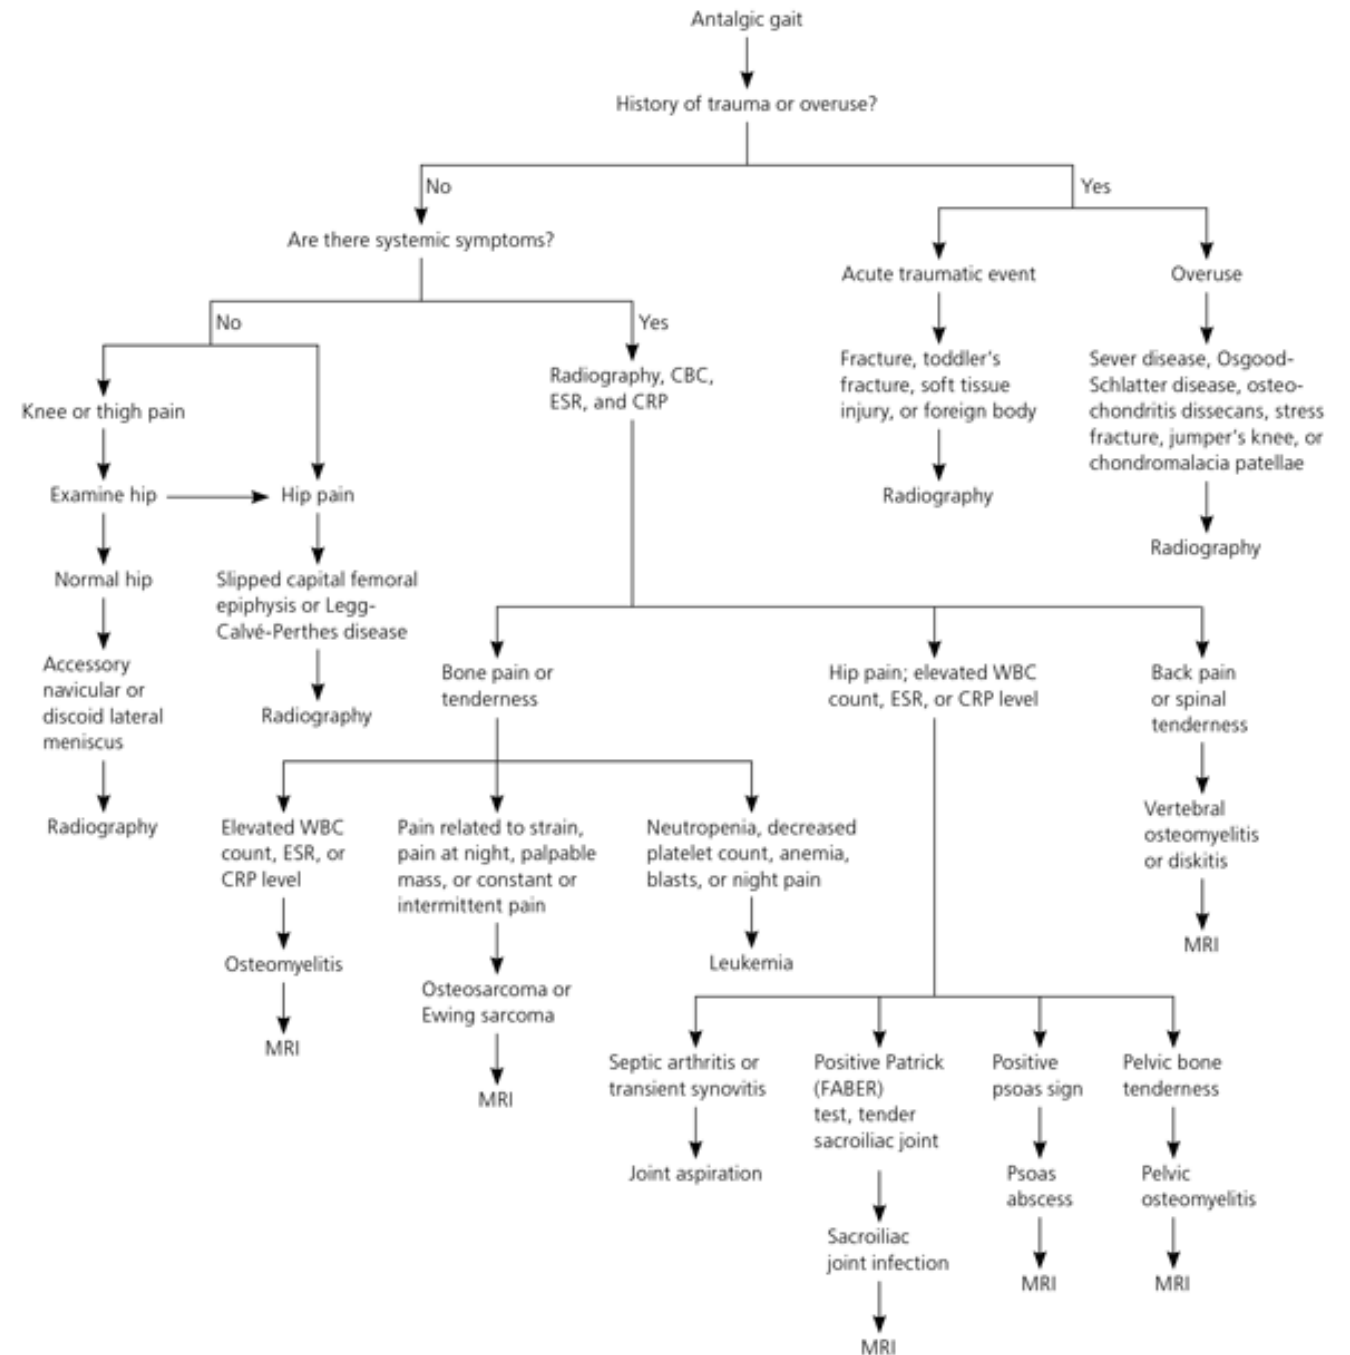 Antalgic gait
History of trauma or overuse?
No
Yes
Are there systemic symptoms?
Acute traumatic event
Overuse
No
Yes
Fracture, toddler's
fracture, soft tissue
injury, or foreign body
Sever disease, Osgood-
Schlatter disease, osteo-
chondritis dissecans, stress
fracture, jumper's knee, or
chondromalacia patellae
Radiography, CBC,
ESR, and CRP
Knee or thigh pain
Examine hip
Hip pain
Radiography
Radiography
Normal hip
Slipped capital femoral
epiphysis or Legg-
Calvé-Perthes disease
Accessory
navicular or
discoid lateral
meniscus
Radiography
Bone pain or
tenderness
Hip pain; elevated WBC
count, ESR, or CRP level
Back pain
or spinal
tenderness
Radiography
Elevated WBC
count, ESR, or
CRP level
Pain related to strain,
pain at night, palpable
mass, or constant or
intermittent pain
Neutropenia, decreased
platelet count, anemia,
blasts, or night pain
Vertebral
osteomyelitis
or diskitis
MRI
Osteomyelitis
Osteosarcoma or
Ewing sarcoma
Leukemia
MRI
MRI
Septic arthritis or
transient synovitis
Positive Patrick
(FABER)
test, tender
sacroiliac joint
Positive
psoas sign
Pelvic bone
tenderness
Joint aspiration
Psoas
abscess
Pelvic
osteomyelitis
Sacroiliac
joint infection
MRI
MRI
MRI